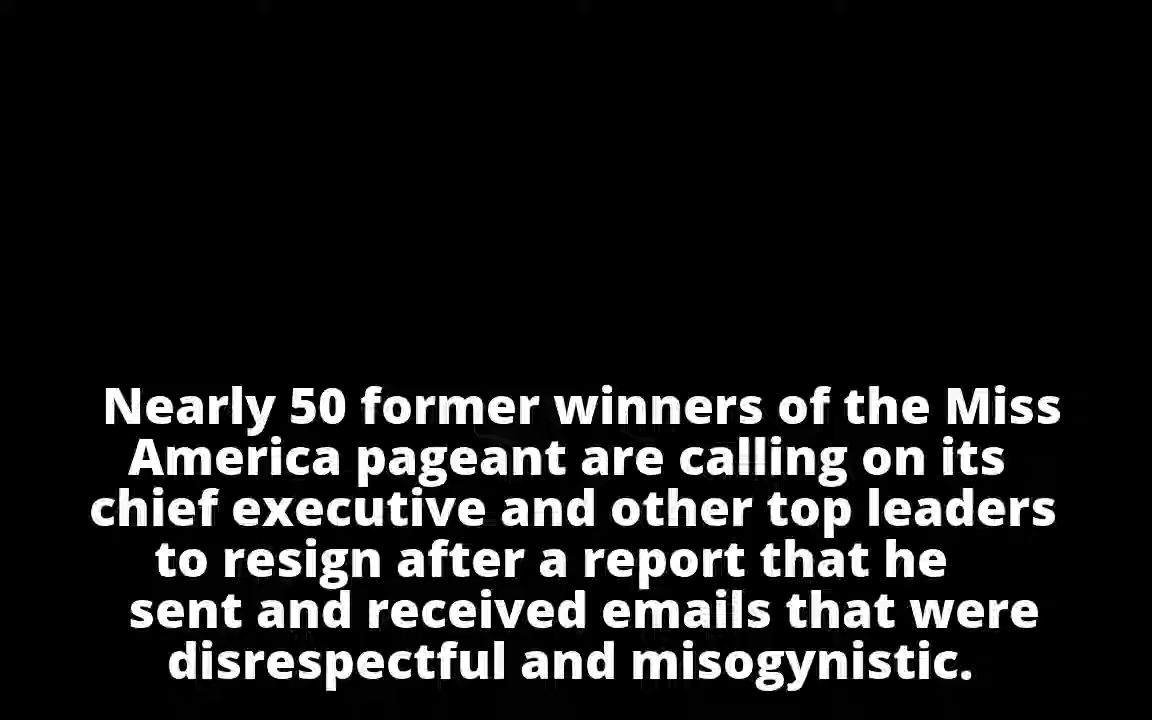 Nearly 50 former winners of the Miss
America pageant are calling on its
chief executive and other top leaders
to resign after a report that he
sent and received emails that were
disrespectful and misogynistic.